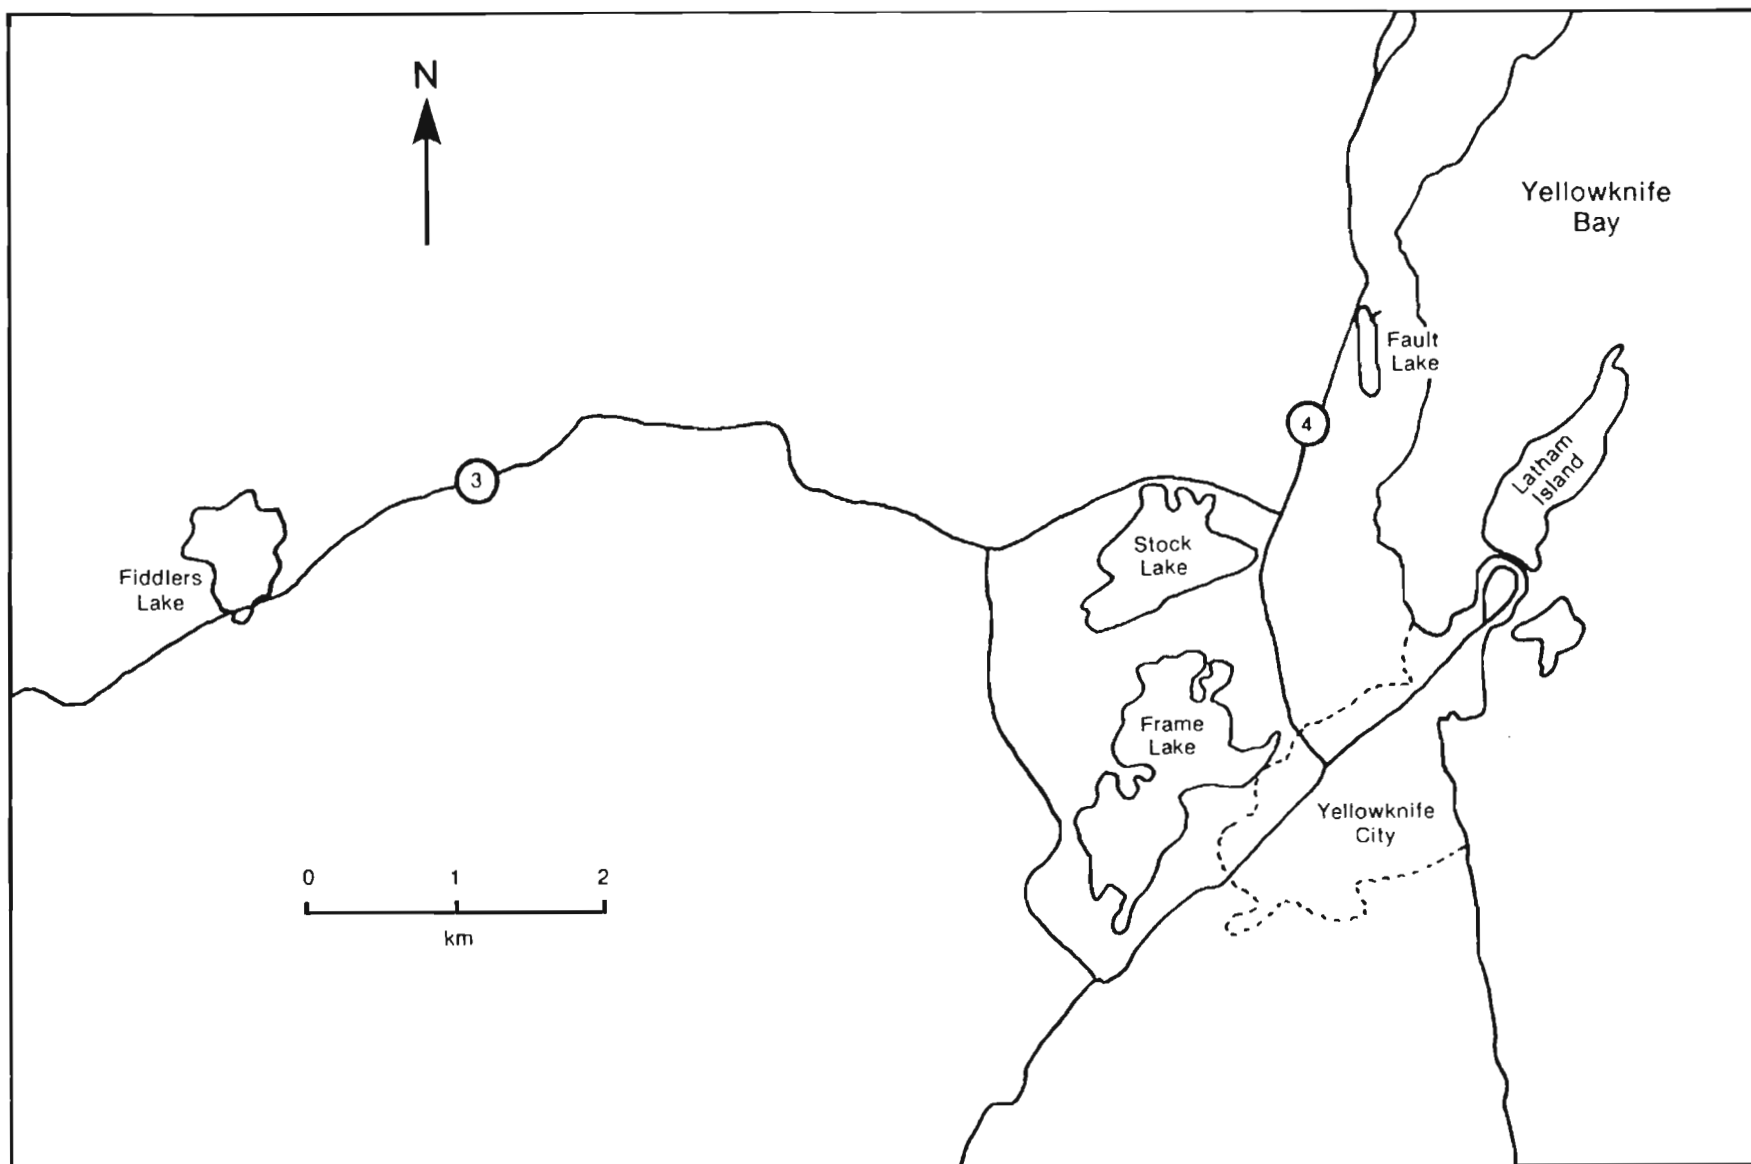 N
Yellowknife
Bay
Fault
Lake
4
Latham
Island
3
Stock
Lake
Fiddlers
Lake
Frame
Lake
Yellowknife
City
0 1 2
km